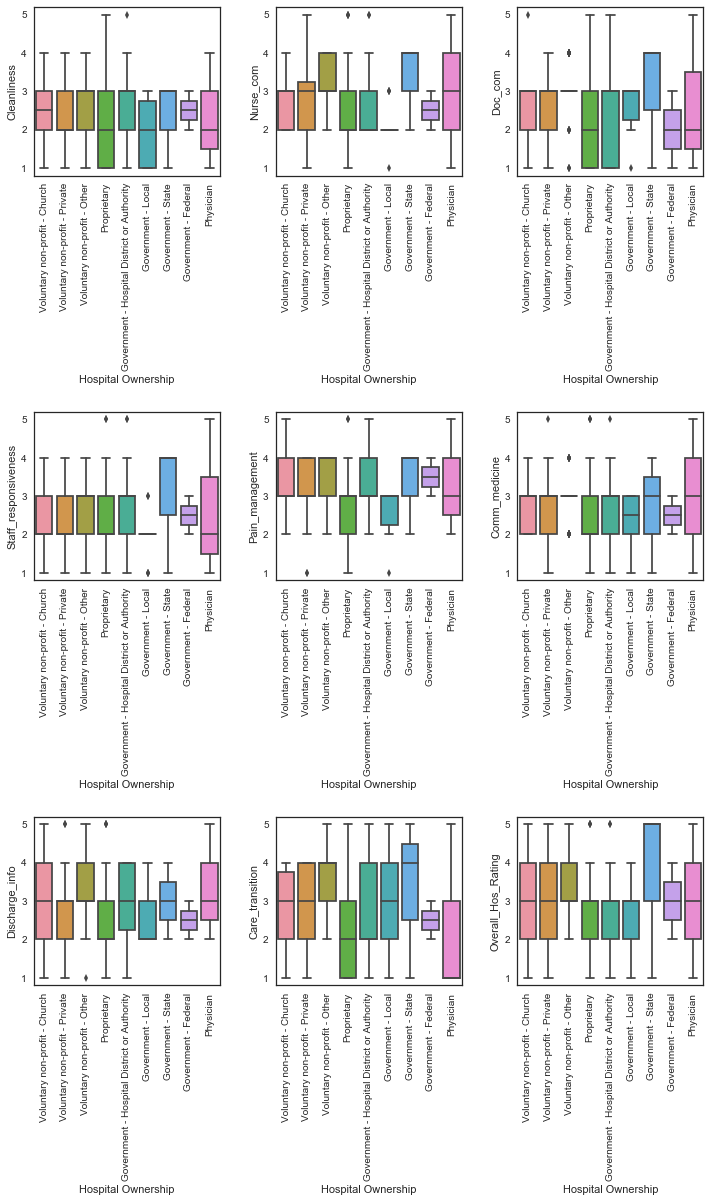 Cleanliness
5
4
3
2
1
Voluntary non-profit - Church
Voluntary non-profit - Private
Voluntary non-profit - Other
Proprietary
Government - Hospital District or Authority
Government - Local
Government - State
Government - Federal
Physician
Hospital Ownership
Nurse_com
5
4
3
2
1
Voluntary non-profit - Church
Voluntary non-profit - Private
Voluntary non-profit - Other
Proprietary
Government - Hospital District or Authority
Government - Local
Government - State
Government - Federal
Physician
Hospital Ownership
Doc_com
5
4
3
2
1
Voluntary non-profit - Church
Voluntary non-profit - Private
Voluntary non-profit - Other
Proprietary
Government - Hospital District or Authority
Government - Local
Government - State
Government - Federal
Physician
Hospital Ownership
Staff_responsiveness
5
4
3
2
1
Voluntary non-profit - Church
Voluntary non-profit - Private
Voluntary non-profit - Other
Proprietary
Government - Hospital District or Authority
Government - Local
Government - State
Government - Federal
Physician
Hospital Ownership
Pain_management
5
4
3
2
1
Voluntary non-profit - Church
Voluntary non-profit - Private
Voluntary non-profit - Other
Proprietary
Government - Hospital District or Authority
Government - Local
Government - State
Government - Federal
Physician
Hospital Ownership
Comm_medicine
5
4
3
2
1
Voluntary non-profit - Church
Voluntary non-profit - Private
Voluntary non-profit - Other
Proprietary
Government - Hospital District or Authority
Government - Local
Government - State
Government - Federal
Physician
Hospital Ownership
Discharge_info
5
4
3
2
1
Voluntary non-profit - Church
Voluntary non-profit - Private
Voluntary non-profit - Other
Proprietary
Government - Hospital District or Authority
Government - Local
Government - State
Government - Federal
Physician
Hospital Ownership
Care_transition
5
4
3
2
1
Voluntary non-profit - Church
Voluntary non-profit - Private
Voluntary non-profit - Other
Proprietary
Government - Hospital District or Authority
Government - Local
Government - State
Government - Federal
Physician
Hospital Ownership
Overall_Hos_Rating
5
4
3
2
1
Voluntary non-profit - Church
Voluntary non-profit - Private
Voluntary non-profit - Other
Proprietary
Government - Hospital District or Authority
Government - Local
Government - State
Government - Federal
Physician
Hospital Ownership